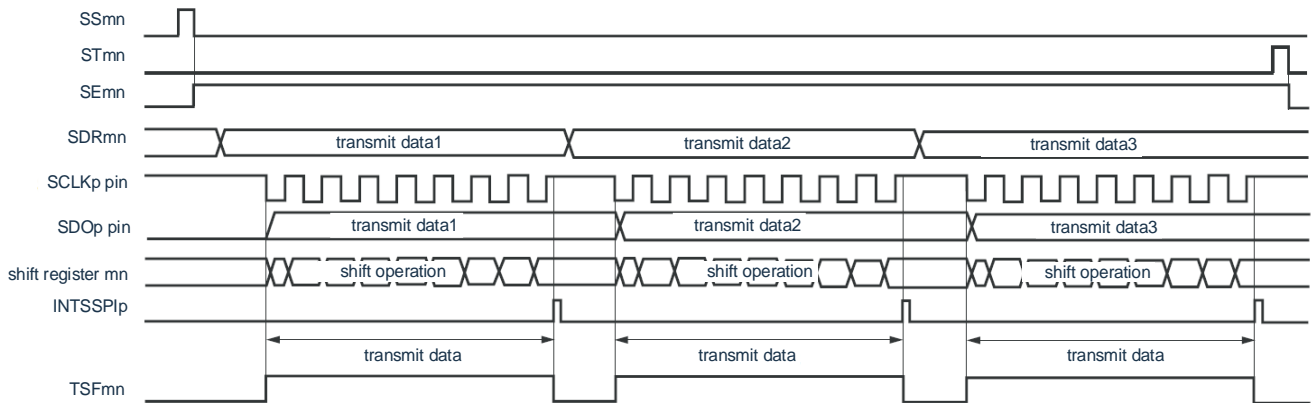 SSmn
STmn
SEmn
SDRmn transmit data1 transmit data2 transmit data3
SCLKp pin
SDOp pin transmit data1 transmit data2 transmit data3
shift register mn shift operation shift operation shift operation
INTSSPIp
transmit data transmit data transmit data
TSFmn